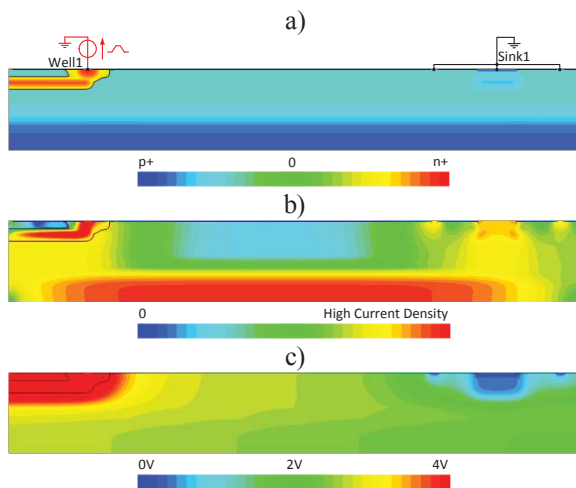 a)
Well1
Sink1
p+ 0 n+
b)
0 High Current Density
c)
0V 2V 4V